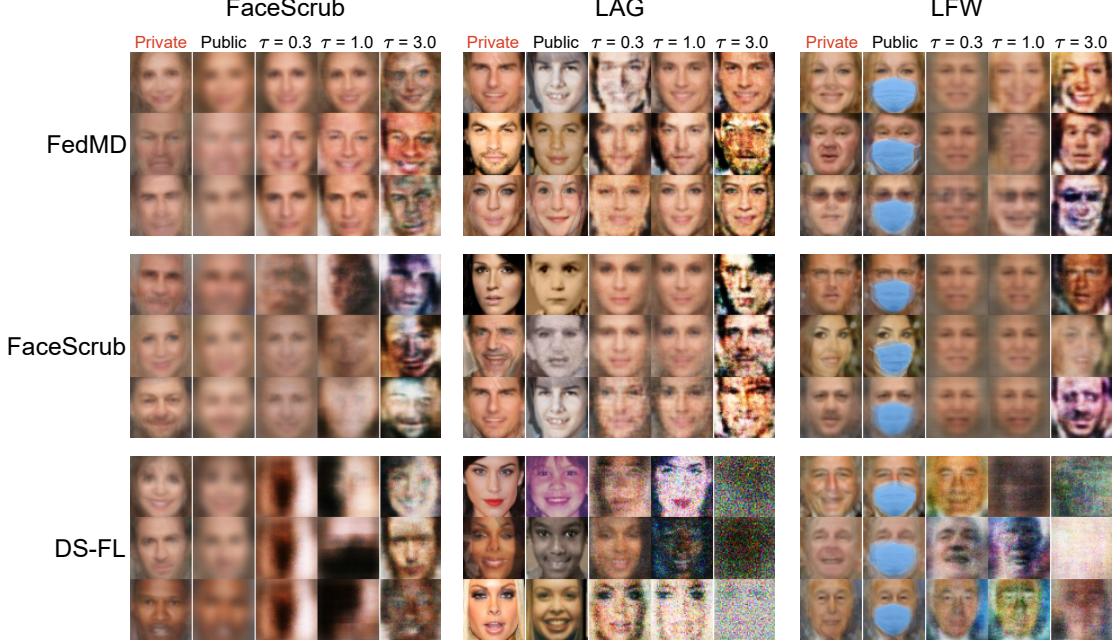 FaceScrub LAG LFW
Private Public τ = 0.3 τ = 1.0 τ = 3.0 Private Public τ = 0.3 τ = 1.0 τ = 3.0 Private Public τ = 0.3 τ = 1.0 τ = 3.0
FedMD
FaceScrub
DS-FL